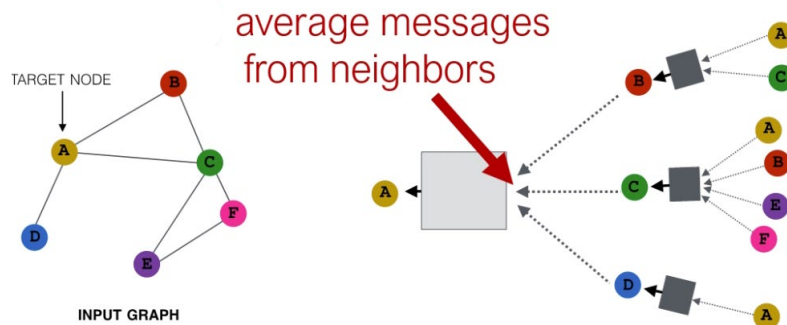 average messages
from neighbors
TARGET NODE
B
A
C
F
D
E
INPUT GRAPH
A
B
C
D
A
C
A
B
E
F
A